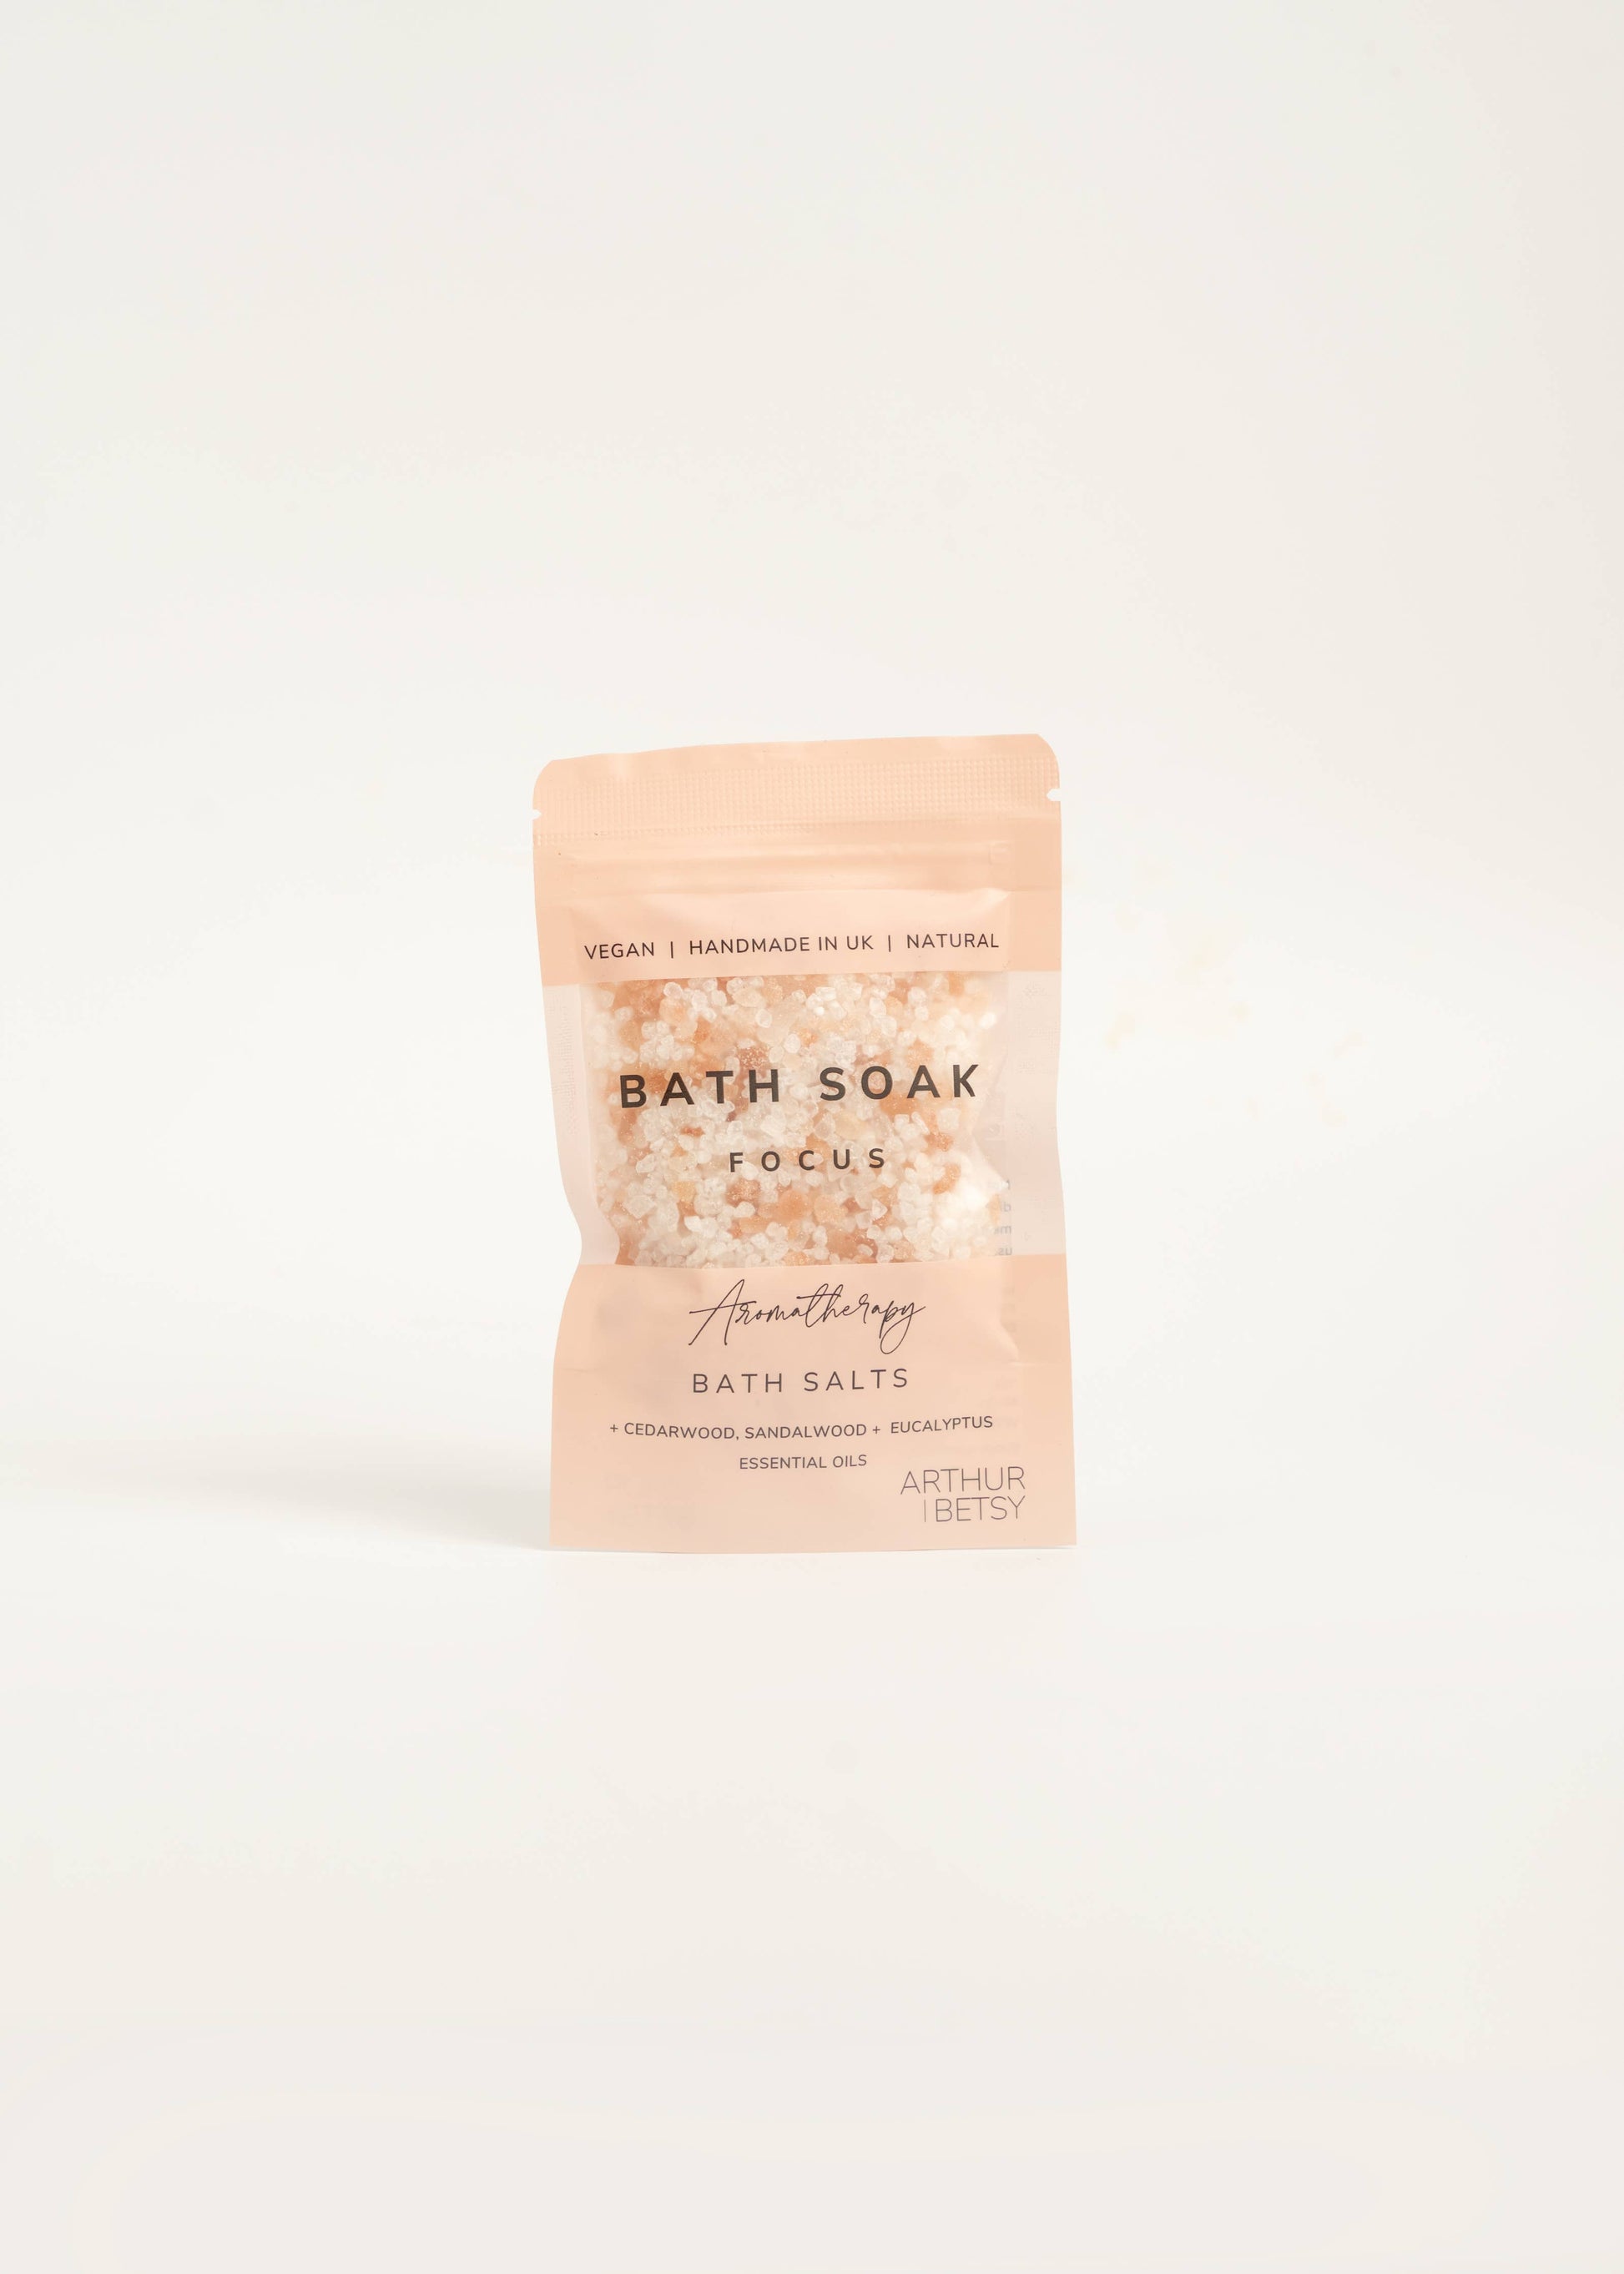 VEGAN | HANDMADE IN UK | NATURAL
BATH SOAK
FOCUS
Aromatherapy
BATH SALTS
+ CEDARWOOD, SANDALWOOD + EUCALYPTUS
ESSENTIAL OILS
ARTHUR
| BETSY